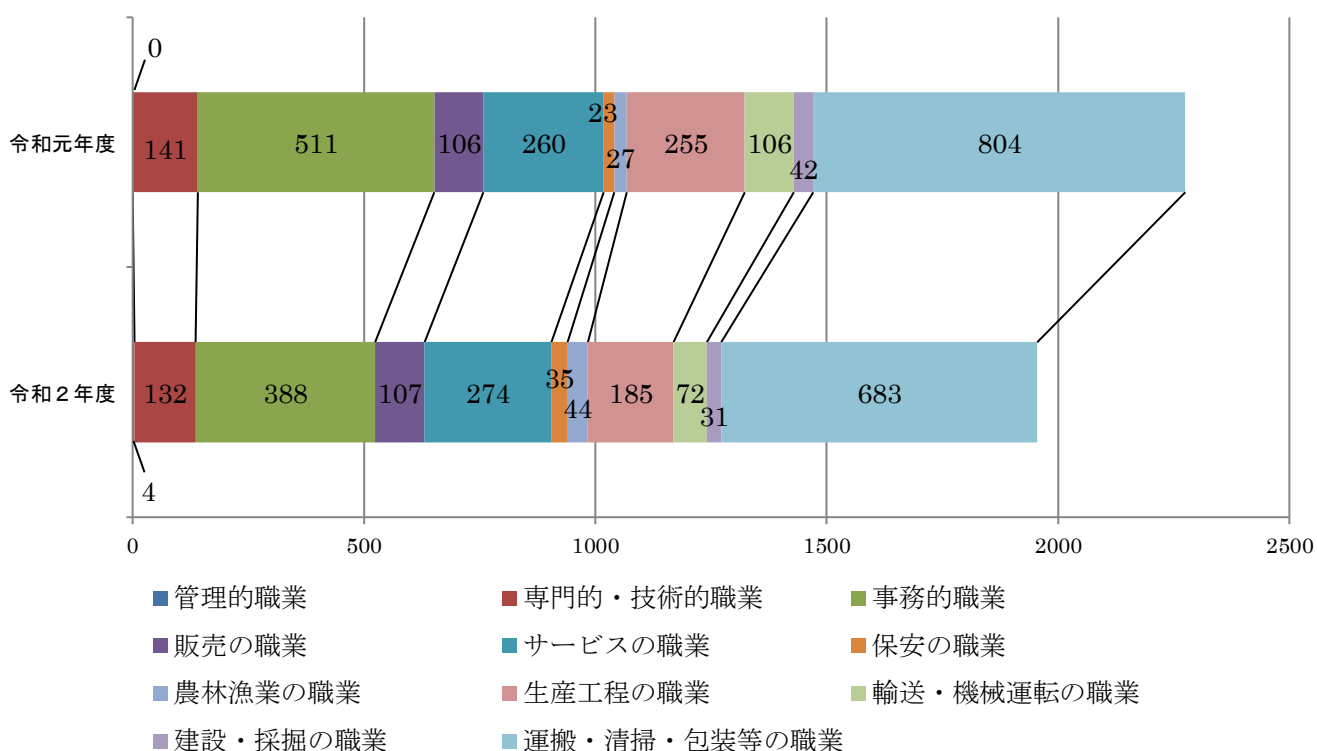 0
令和元年度
141 511 106 260 23 27 255 106 42 804
令和２年度
132 388 107 274 35 44 185 72 31 683
4
0 500 1000 1500 2000 2500
管理的職業 専門的・技術的職業 事務的職業
販売の職業 サービスの職業 保安の職業
農林漁業の職業 生産工程の職業 輸送・機械運転の職業
建設・採掘の職業 運搬・清掃・包装等の職業